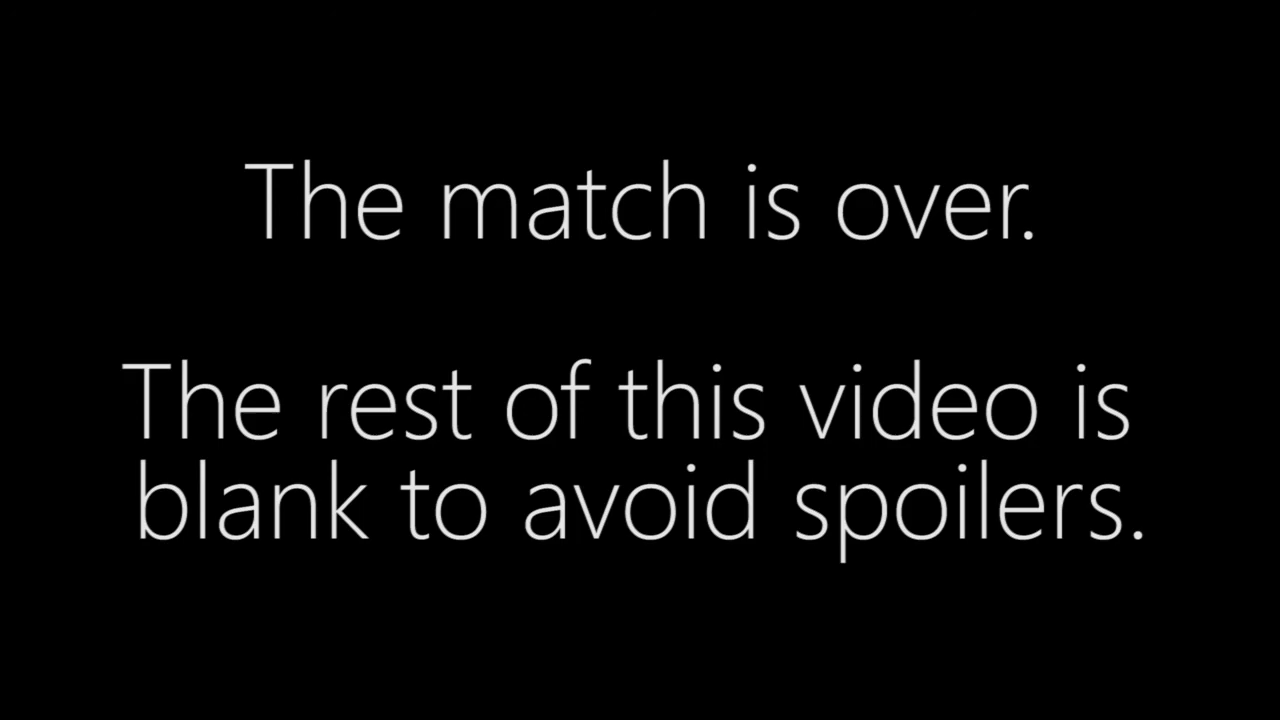 The match is over.
The rest of this video is
blank to avoid spoilers.